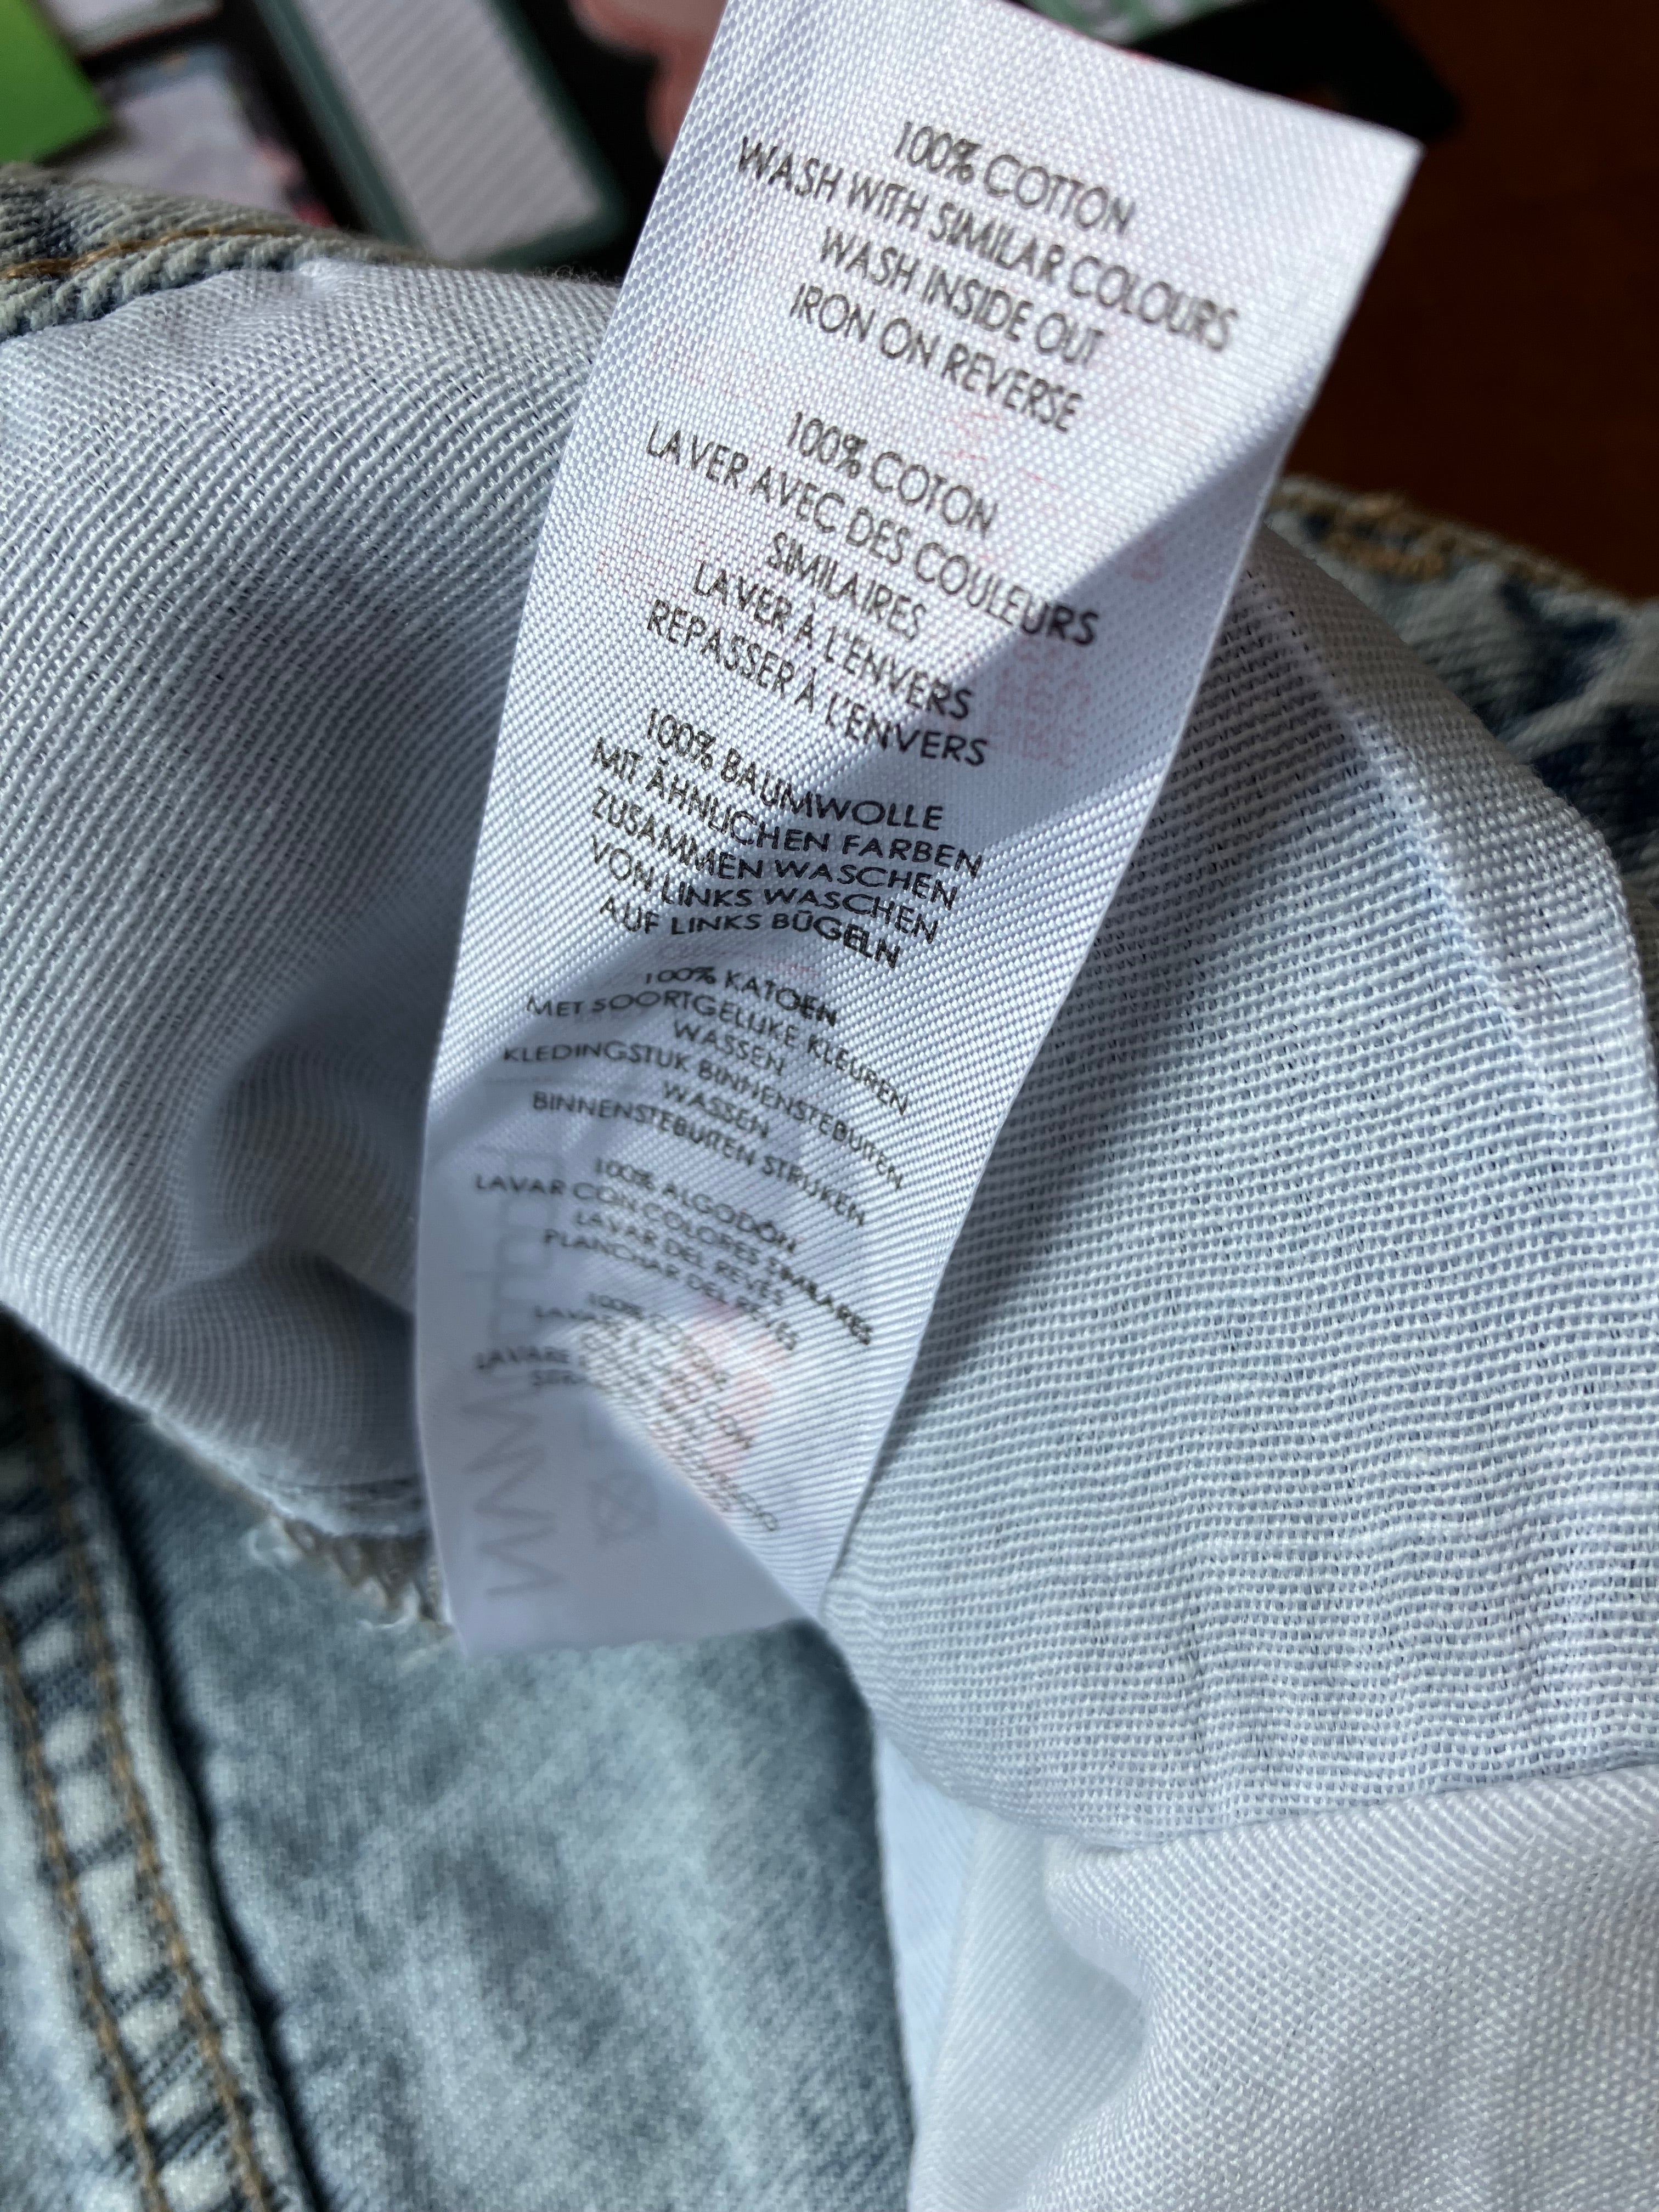 100% COTTON
WASH WITH SIMILAR COLOURS
WASH INSIDE OUT
IRON ON REVERSE
100% COTON
LAVER AVEC DES COULEURS
SIMILAIRES
LAVER À L'ENVERS
REPASSER À L'ENVERS
100% BAUMWOLLE
MIT ÄHNLICHEN FARBEN
ZUSAMMEN WASCHEN
VON LINKS WASCHEN
AUF LINKS BÜGELN
100% KATOEN
MET SOORTGELIJKE KLEUREN
WASSEN
KLEDINGSTUK BINNENSTEBUITEN
WASSEN
BINNENSTEBUITEN STRIJKEN
100% ALGODÓN
LAVAR CON COLORES SIMILARES
LAVAR DEL REVÉS
PLANCHAR DEL REVÉS
100%
LAVARE